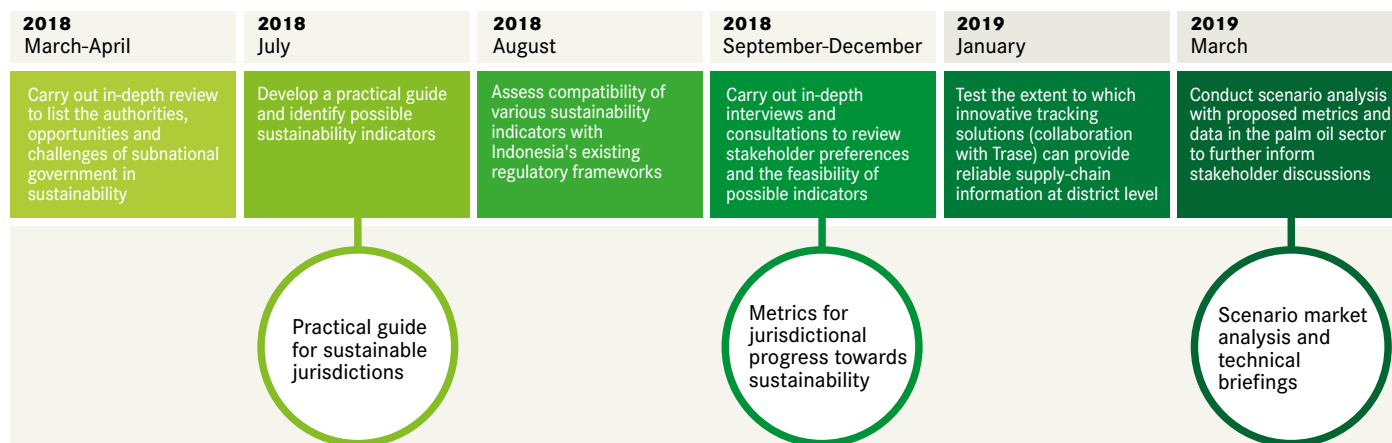 2018
March-April
2018
July
2018
August
2018
September-December
2019
January
2019
March
Carry out in-depth review
to list the authorities,
opportunities and
challenges of subnational
government in
sustainability
Develop a practical guide
and identify possible
sustainability indicators
Assess compatibility of
various sustainability
indicators with
Indonesia's existing
regulatory frameworks
Carry out in-depth
interviews and
consultations to review
stakeholder preferences
and the feasibility of
possible indicators
Test the extent to which
innovative tracking
solutions (collaboration
with Trase) can provide
reliable supply-chain
information at district level
Conduct scenario analysis
with proposed metrics and
data in the palm oil sector
to further inform
stakeholder discussions
Practical guide
for sustainable
jurisdictions
Metrics for
jurisdictional
progress towards
sustainability
Scenario market
analysis and
technical
briefings